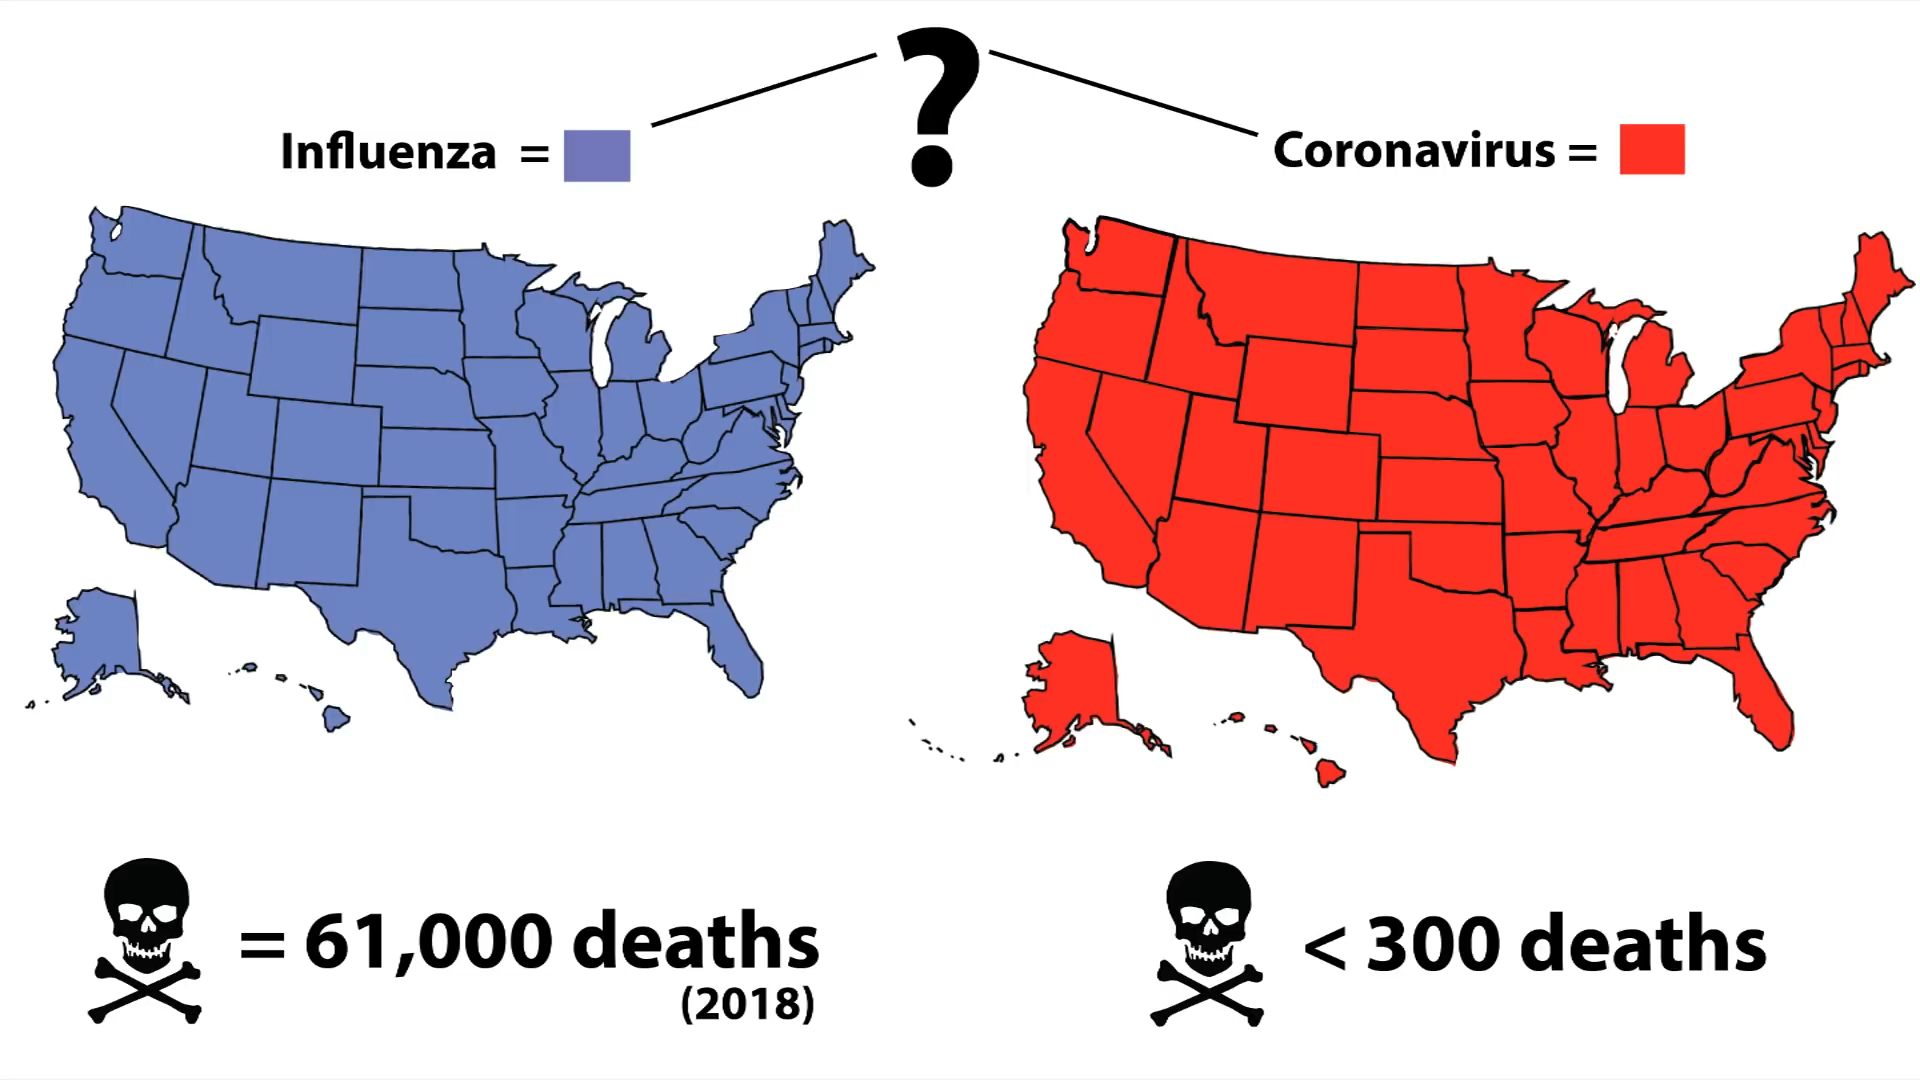 ?
Influenza =
Coronavirus =
= 61,000 deaths
(2018)
< 300 deaths